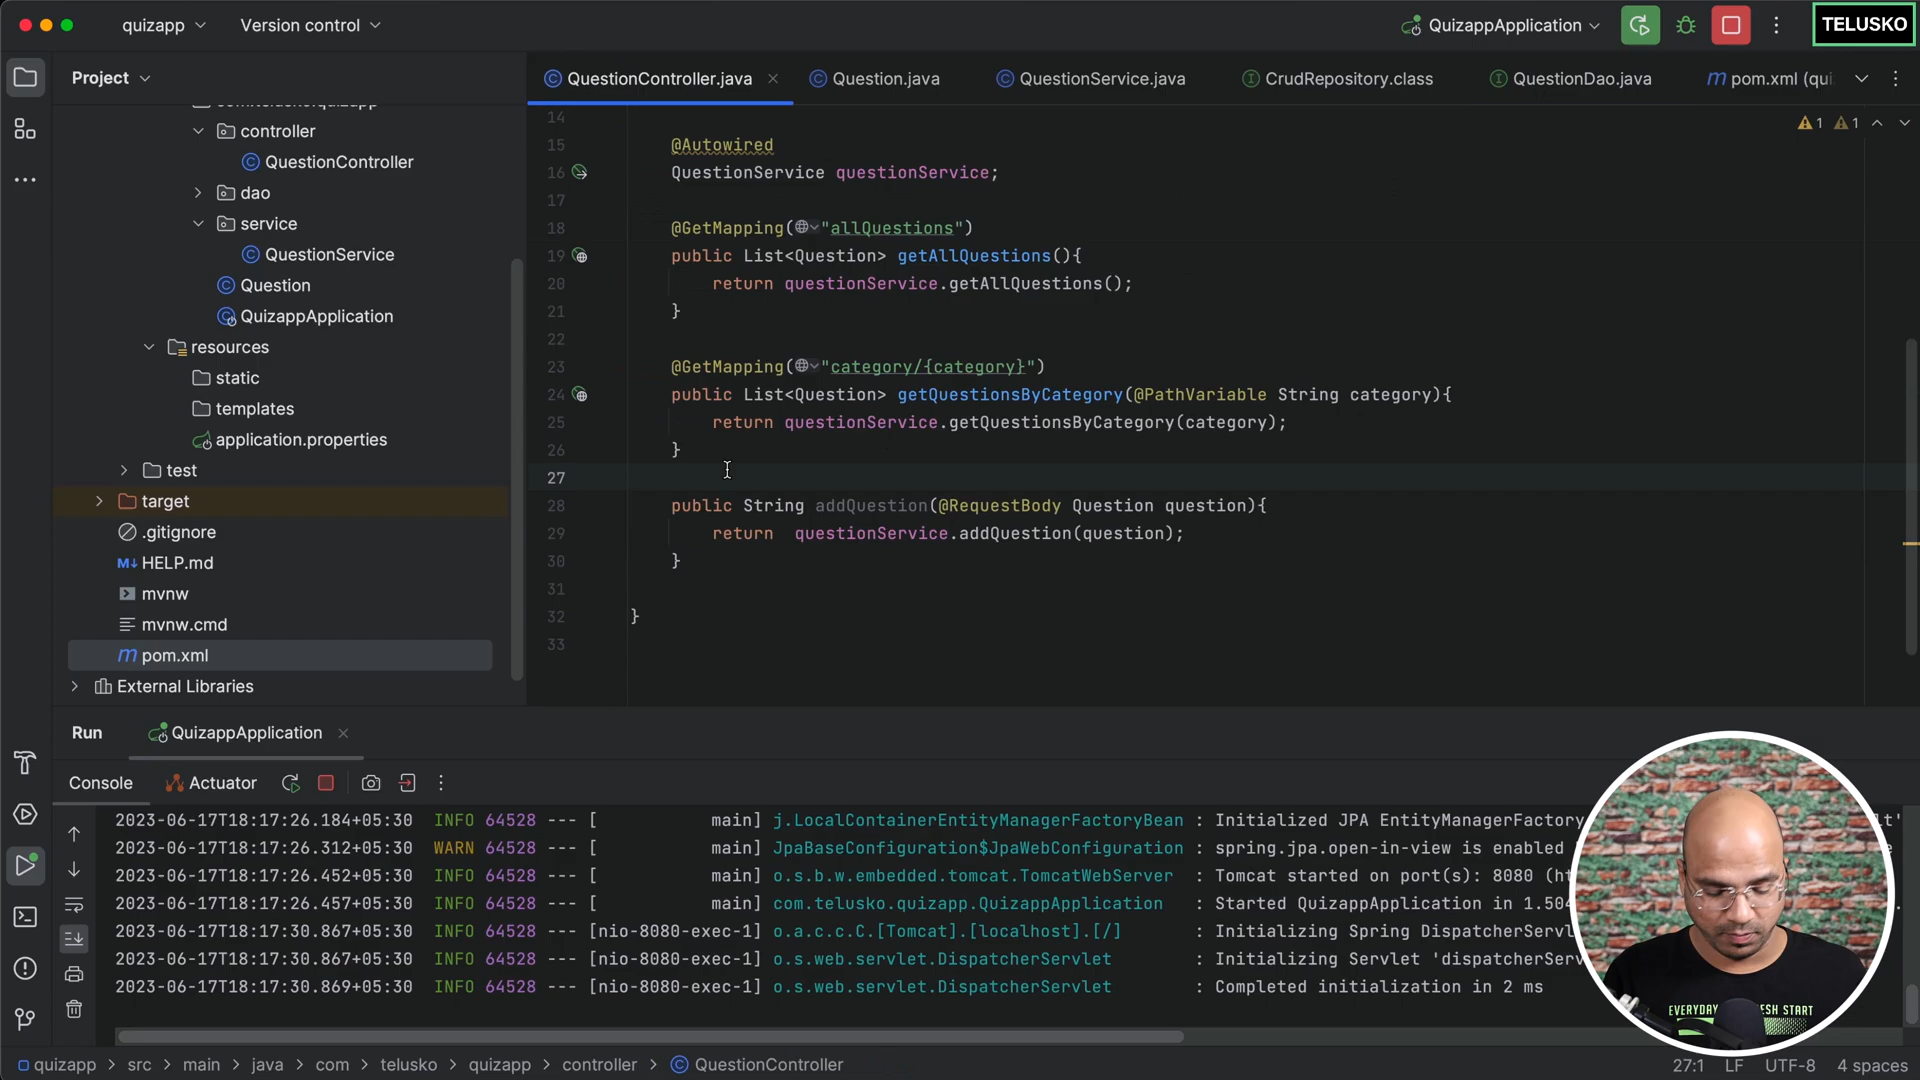 quizapp
Version control
QuizappApplication
TELUSKO
Project
QuestionController.java
Question.java
QuestionService.java
CrudRepository.class
QuestionDao.java
pom.xml (qui
controller
QuestionController
dao
service
QuestionService
Question
QuizappApplication
resources
static
templates
application.properties
test
target
.gitignore
HELP.md
mvnw
mvnw.cmd
pom.xml
External Libraries
1 1
14
15 @Autowired
16 QuestionService questionService;
17
18 @GetMapping("allQuestions")
19 public List<Question> getAllQuestions(){
20 return questionService.getAllQuestions();
21 }
22
23 @GetMapping("category/{category}")
24 public List<Question> getQuestionsByCategory(@PathVariable String category){
25 return questionService.getQuestionsByCategory(category);
26 }
27
28 public String addQuestion(@RequestBody Question question){
29 return  questionService.addQuestion(question);
30 }
31
32 }
33
Run
QuizappApplication
Console
Actuator
2023-06-17T18:17:26.184+05:30 INFO 64528 --- [ main] j.LocalContainerEntityManagerFactoryBean : Initialized JPA EntityManagerFactory
2023-06-17T18:17:26.312+05:30 WARN 64528 --- [ main] JpaBaseConfiguration$JpaWebConfiguration : spring.jpa.open-in-view is enabled
2023-06-17T18:17:26.452+05:30 INFO 64528 --- [ main] o.s.b.w.embedded.tomcat.TomcatWebServer : Tomcat started on port(s): 8080 (ht
2023-06-17T18:17:26.457+05:30 INFO 64528 --- [ main] com.telusko.quizapp.QuizappApplication : Started QuizappApplication in 1.504
2023-06-17T18:17:30.867+05:30 INFO 64528 --- [nio-8080-exec-1] o.a.c.c.C.[Tomcat].[localhost].[/] : Initializing Spring DispatcherServl
2023-06-17T18:17:30.867+05:30 INFO 64528 --- [nio-8080-exec-1] o.s.web.servlet.DispatcherServlet : Initializing Servlet 'dispatcherServ
2023-06-17T18:17:30.869+05:30 INFO 64528 --- [nio-8080-exec-1] o.s.web.servlet.DispatcherServlet : Completed initialization in 2 ms
quizapp > src > main > java > com > telusko > quizapp > controller > QuestionController
27:1 LF UTF-8 4 spaces